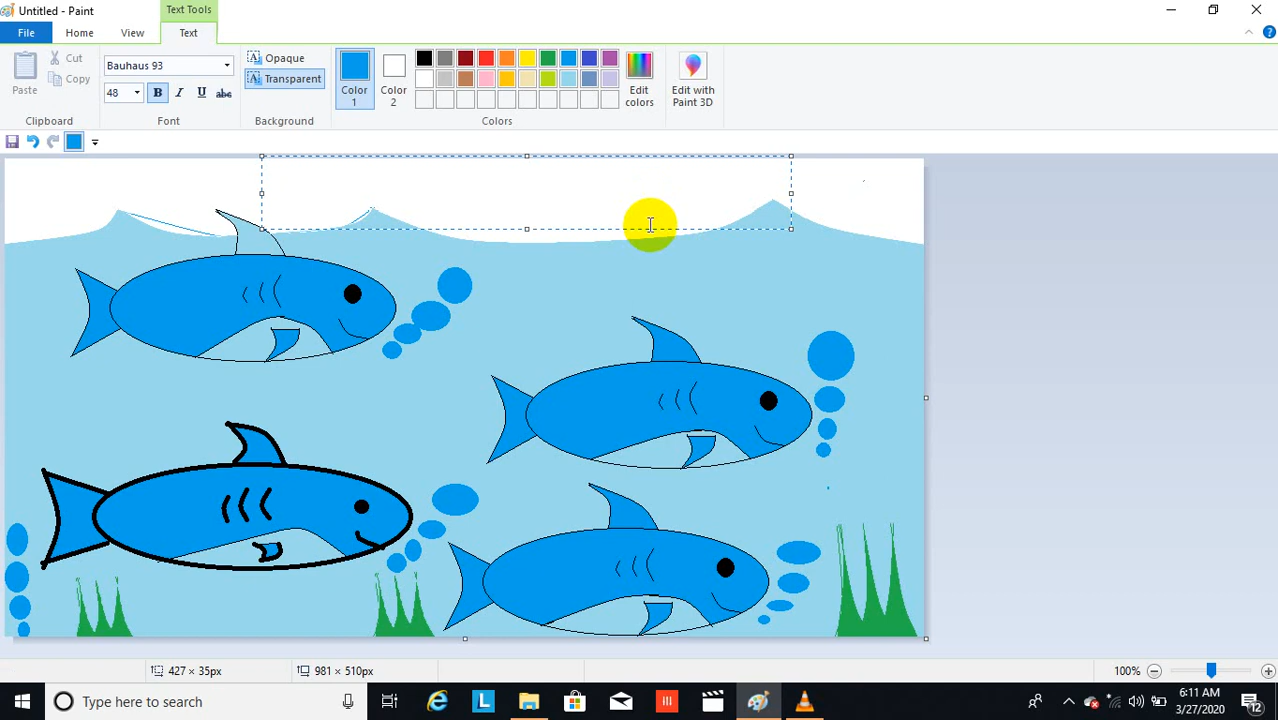 Untitled - Paint
Text Tools
File
Home
View
Text
Paste
Cut
Copy
Clipboard
Bauhaus 93
48
B
I
U
abc
Font
Opaque
Transparent
Background
Color 1
Color 2
Edit colors
Colors
Edit with Paint 3D
427 × 35px
981 × 510px
100%
Type here to search
6:11 AM
3/27/2020
12